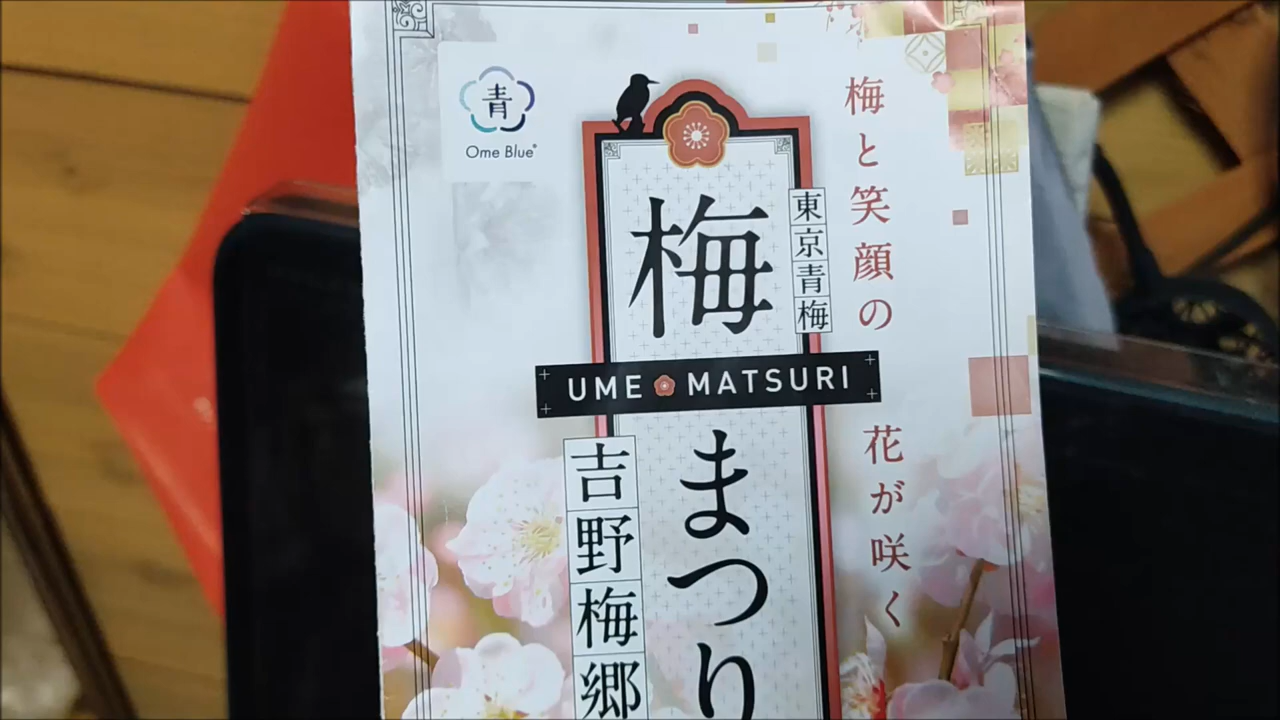 青
Ome Blue®
梅と笑顔の
花が咲く
東京青梅
梅
UME MATSURI
まつり
吉野梅郷